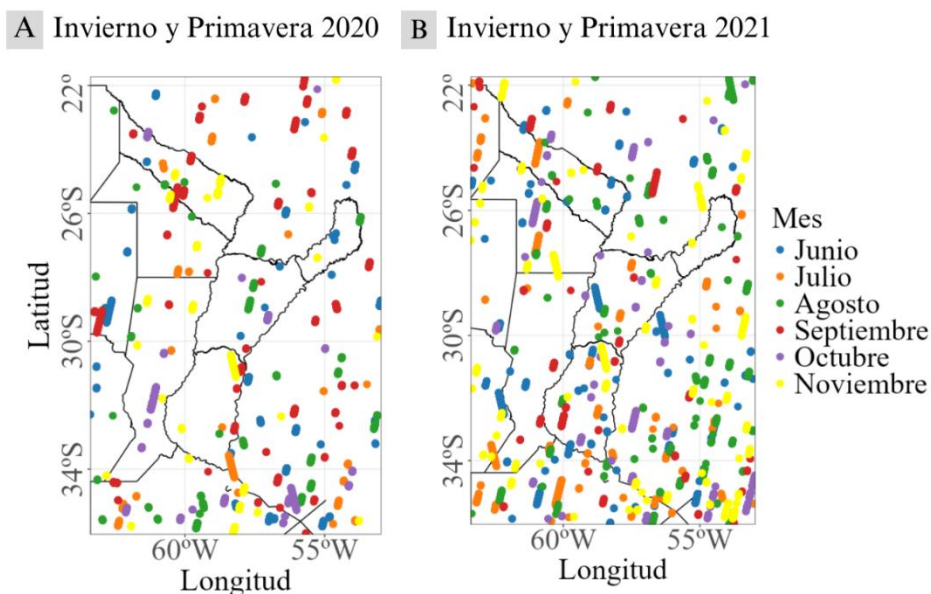 A Invierno y Primavera 2020
B Invierno y Primavera 2021
22º
26ºS
30ºS
34ºS
Latitud
60ºW
55ºW
Longitud
22º
26ºS
30ºS
34ºS
60ºW
55ºW
Longitud
Mes
Junio
Julio
Agosto
Septiembre
Octubre
Noviembre